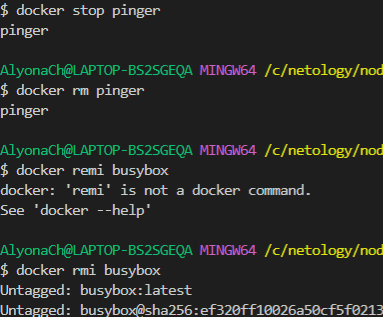 $ docker stop pinger
pinger
AlyonaCh@LAPTOP-BS2SGEQA MINGW64 /c/netology/nod
$ docker rm pinger
pinger
AlyonaCh@LAPTOP-BS2SGEQA MINGW64 /c/netology/nod
$ docker remi busybox
docker: 'remi' is not a docker command.
See 'docker --help'
AlyonaCh@LAPTOP-BS2SGEQA MINGW64 /c/netology/nod
$ docker rmi busybox
Untagged: busybox:latest
Untagged: busybox@sha256:ef320ff10026a50cf5f0213